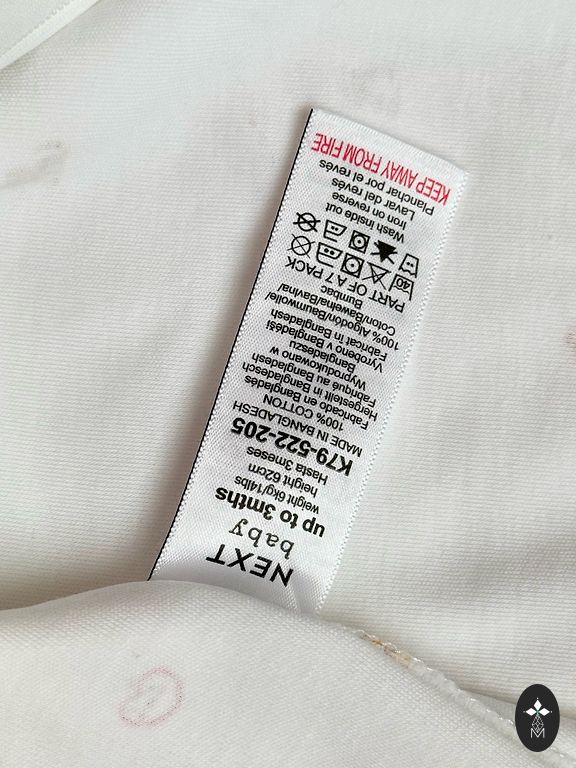 NEXT
baby
up to 3mths
weight 6kg/14lbs
height 62cm
Hasta 3meses
K79-522-205
MADE IN BANGLADESH
100% COTTON
Fabricado en Bangladés
Hergestellt in Bangladesch
Fabriqué au Bangladesh
Wyprodukowano w
Bangladeszu
Vyrobeno v Bangladéši
Fabricat în Bangladesh
100% Algodón/Baumwolle/
Coton/Bawełna/Bavlna/
Bumbac
PART OF A 7 PACK
40
Wash inside out
Iron on reverse
Lavar del revés
Planchar por el revés
KEEP AWAY FROM FIRE
M